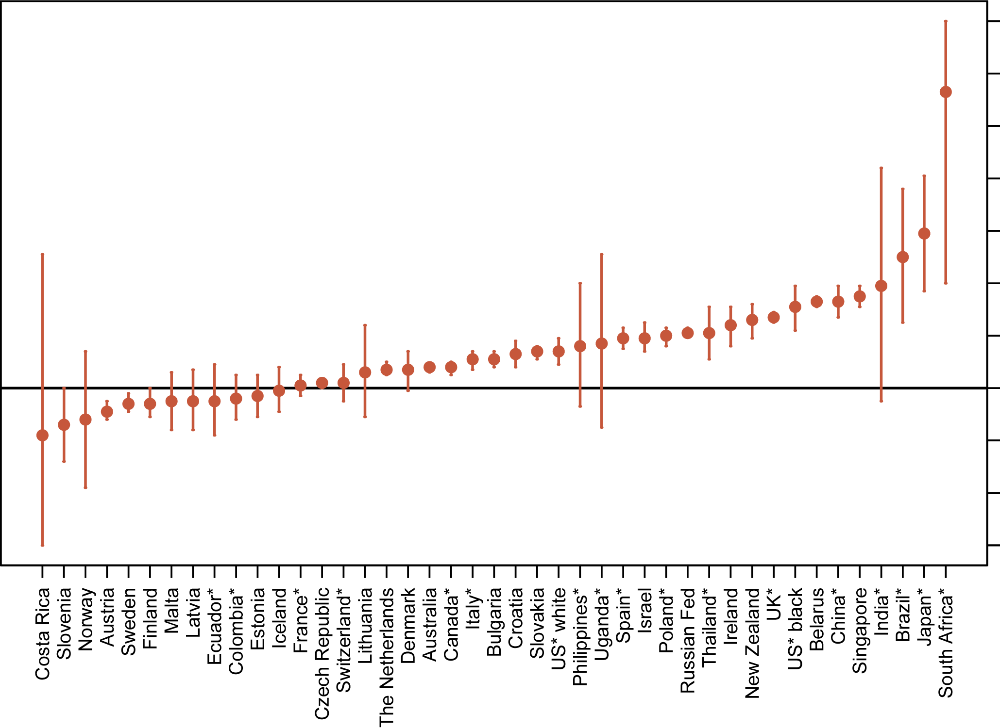 Costa Rica
Slovenia
Norway
Austria
Sweden
Finland
Malta
Latvia
Ecuador*
Colombia*
Estonia
Iceland
France*
Czech Republic
Switzerland*
Lithuania
The Netherlands
Denmark
Australia
Canada*
Italy*
Bulgaria
Croatia
Slovakia
US* white
Philippines*
Uganda*
Spain*
Israel
Poland*
Russian Fed
Thailand*
Ireland
New Zealand
UK*
US* black
Belarus
China*
Singapore
India*
Brazil*
Japan*
South Africa*